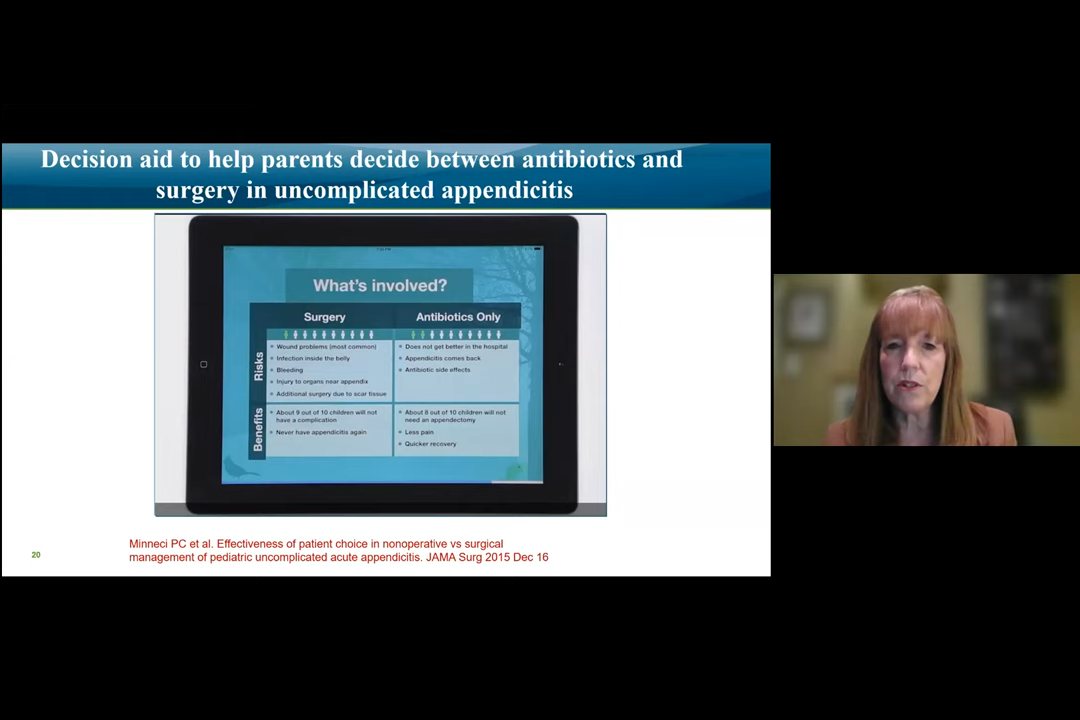 Decision aid to help parents decide between antibiotics and
surgery in uncomplicated appendicitis
What's involved?
Surgery
Antibiotics Only
Risks
Wound problems (most common)
Infection inside the belly
Bleeding
Injury to organs near appendix
Additional surgery due to scar tissue
Does not get better in the hospital
Appendicitis comes back
Antibiotic side effects
Benefits
About 9 out of 10 children will not
have a complication
Never have appendicitis again
About 8 out of 10 children will not
need an appendectomy
Less pain
Quicker recovery
Minneci PC et al. Effectiveness of patient choice in nonoperative vs surgical
management of pediatric uncomplicated acute appendicitis. JAMA Surg 2015 Dec 16
20